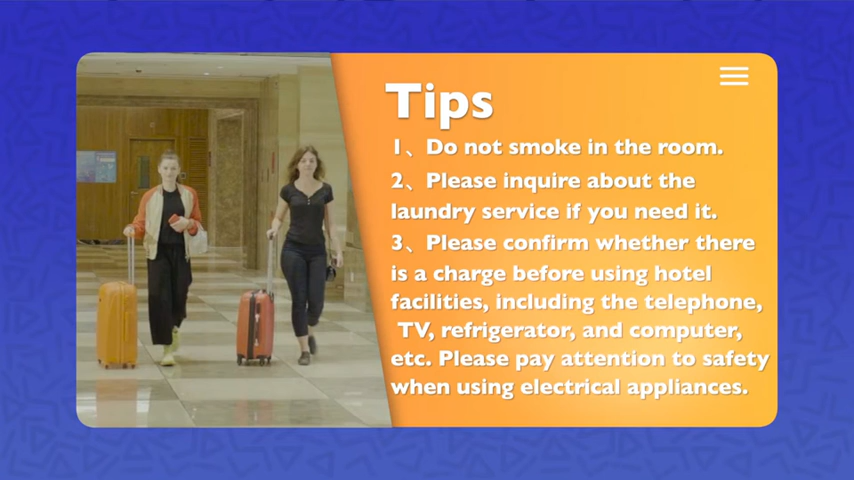 Tips
1、Do not smoke in the room.
2、Please inquire about the
laundry service if you need it.
3、Please confirm whether there
is a charge before using hotel
facilities, including the telephone,
TV, refrigerator, and computer,
etc. Please pay attention to safety
when using electrical appliances.